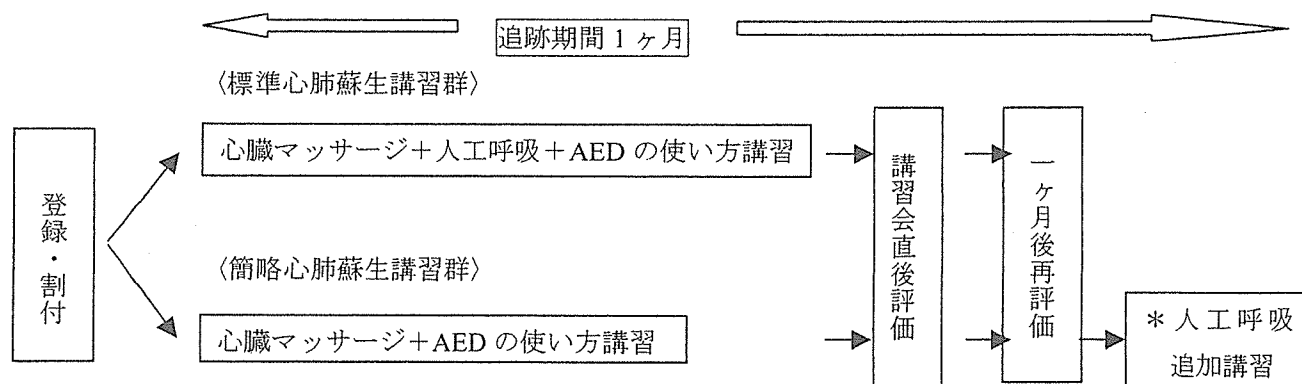 追跡期間1ヶ月
〈標準心肺蘇生講習群〉
心臓マッサージ+人工呼吸+AEDの使い方講習
登録・割付
〈簡略心肺蘇生講習群〉
心臓マッサージ+AEDの使い方講習
講習会直後評価
一ヶ月後再評価
*人工呼吸
追加講習